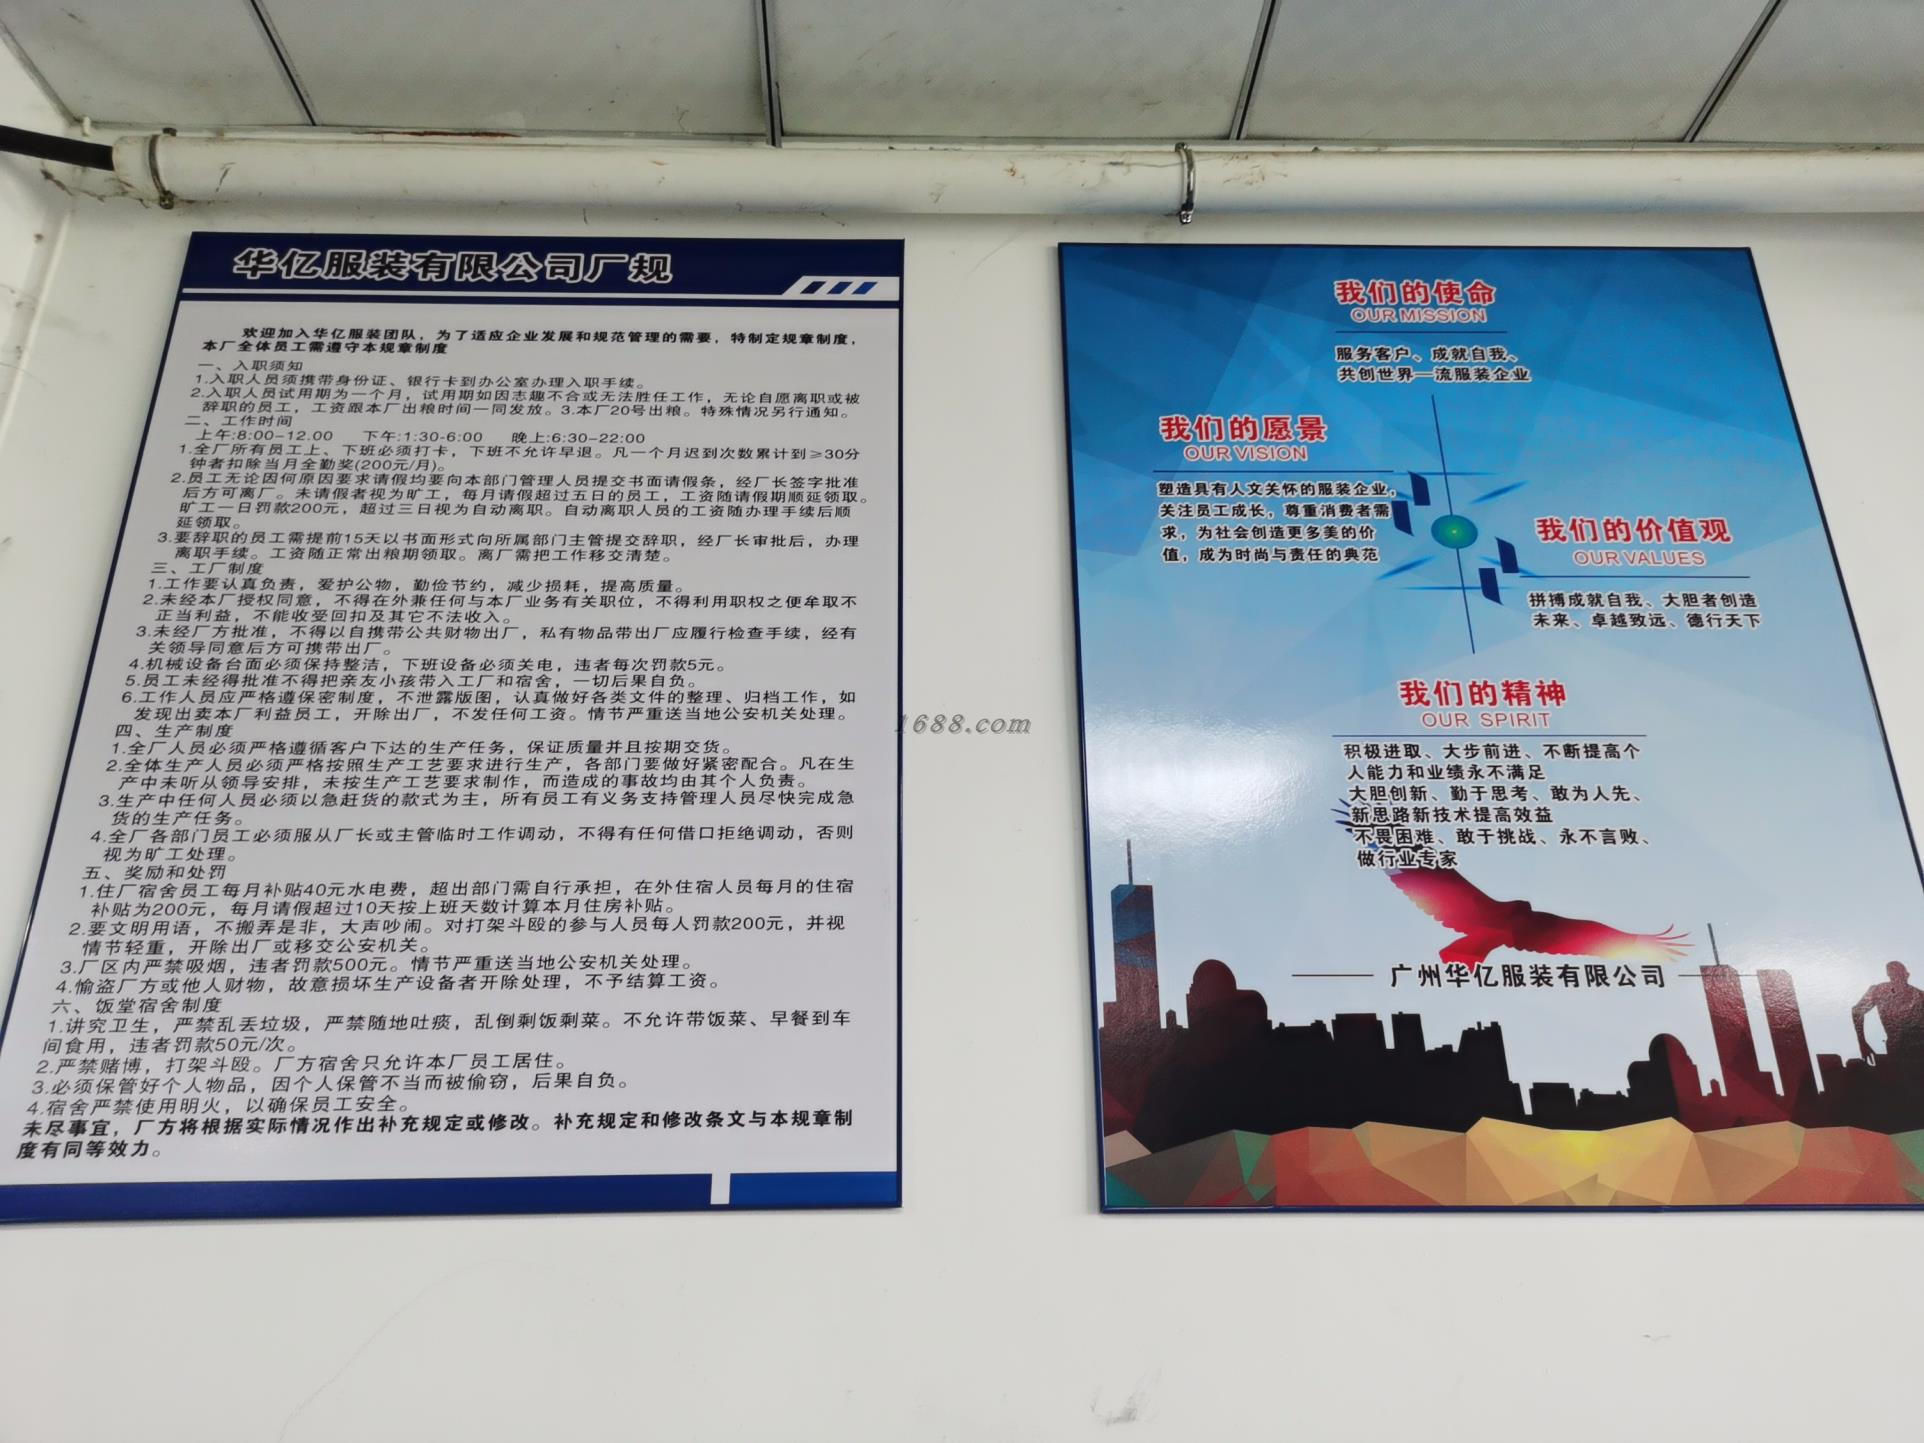 华亿服装有限公司厂规
欢迎加入华亿服装团队，为了适应企业发展和规范管理的需要，特制定规章制度，
本厂全体员工需遵守本规章制度
一、入职须知
1.入职人员须携带身份证、银行卡到办公室办理入职手续。
2.入职人员试用期为一个月，试用期如因志趣不合或无法胜任工作，无论自愿离职或被
辞职的员工，工资跟本厂出粮时间一同发放。3.本厂20号出粮。特殊情况另行通知。
二、工作时间
上午:8:00-12.00 下午:1:30-6:00 晚上:6:30-22:00
1.全厂所有员工上、下班必须打卡，下班不允许早退。凡一个月迟到次数累计到≥30分
钟者扣除当月全勤奖(200元/月)。
2.员工无论因何原因要求请假均要向本部门管理人员提交书面请假条，经厂长签字批准
后方可离厂。未请假者视为旷工，每月请假超过五日的员工，工资随请假期顺延领取。
旷工一日罚款200元，超过三日视为自动离职。自动离职人员的工资随办理手续后顺
延领取。
3.要辞职的员工需提前15天以书面形式向所属部门主管提交辞职，经厂长审批后，办理
离职手续。工资随正常出粮期领取。离厂需把工作移交清楚。
三、工厂制度
1.工作要认真负责，爱护公物，勤俭节约，减少损耗，提高质量。
2.未经本厂授权同意，不得在外兼任何与本厂业务有关职位，不得利用职权之便牟取不
正当利益，不能收受回扣及其它不法收入。
3.未经厂方批准，不得以自携带公共财物出厂，私有物品带出厂应履行检查手续，经有
关领导同意后方可携带出厂。
4.机械设备台面必须保持整洁，下班设备必须关电，违者每次罚款5元。
5.员工未经得批准不得把亲友小孩带入工厂和宿舍，一切后果自负。
6.工作人员应严格遵保密制度，不泄露版图，认真做好各类文件的整理、归档工作，如
发现出卖本厂利益员工，开除出厂，不发任何工资。情节严重送当地公安机关处理。
四、生产制度
1.全厂人员必须严格遵循客户下达的生产任务，保证质量并且按期交货。
2.全体生产人员必须严格按照生产工艺要求进行生产，各部门要做好紧密配合。凡在生
产中未听从领导安排，未按生产工艺要求制作，而造成的事故均由其个人负责。
3.生产中任何人员必须以急赶货的款式为主，所有员工有义务支持管理人员尽快完成急
货的生产任务。
4.全厂各部门员工必须服从厂长或主管临时工作调动，不得有任何借口拒绝调动，否则
视为旷工处理。
五、奖励和处罚
1.住厂宿舍员工每月补贴40元水电费，超出部门需自行承担，在外住宿人员每月的住宿
补贴为200元，每月请假超过10天按上班天数计算本月住房补贴。
2.要文明用语，不搬弄是非，大声吵闹。对打架斗殴的参与人员每人罚款200元，并视
情节轻重，开除出厂或移交公安机关。
3.厂区内严禁吸烟，违者罚款500元。情节严重送当地公安机关处理。
4.愉盗厂方或他人财物，故意损坏生产设备者开除处理，不予结算工资。
六、饭堂宿舍制度
1.讲究卫生，严禁乱丢垃圾，严禁随地吐痰，乱倒剩饭剩菜。不允许带饭菜、早餐到车
间食用，违者罚款50元/次。
2.严禁赌博，打架斗殴。厂方宿舍只允许本厂员工居住。
3.必须保管好个人物品，因个人保管不当而被偷窃，后果自负。
4.宿舍严禁使用明火，以确保员工安全。
未尽事宜，厂方将根据实际情况作出补充规定或修改。补充规定和修改条文与本规章制
度有同等效力。
1688.com
我们的使命
OUR MISSION
服务客户、成就自我、
共创世界一流服装企业
我们的愿景
OUR VISION
塑造具有人文关怀的服装企业，
关注员工成长，尊重消费者需
求，为社会创造更多美的价
值，成为时尚与责任的典范
我们的价值观
OUR VALUES
拼搏成就自我、大胆者创造
未来、卓越致远、德行天下
我们的精神
OUR SPIRIT
积极进取、大步前进、不断提高个
人能力和业绩永不满足
大胆创新、勤于思考、敢为人先、
新思路新技术提高效益
不畏困难、敢于挑战、永不言败、
做行业专家
广州华亿服装有限公司